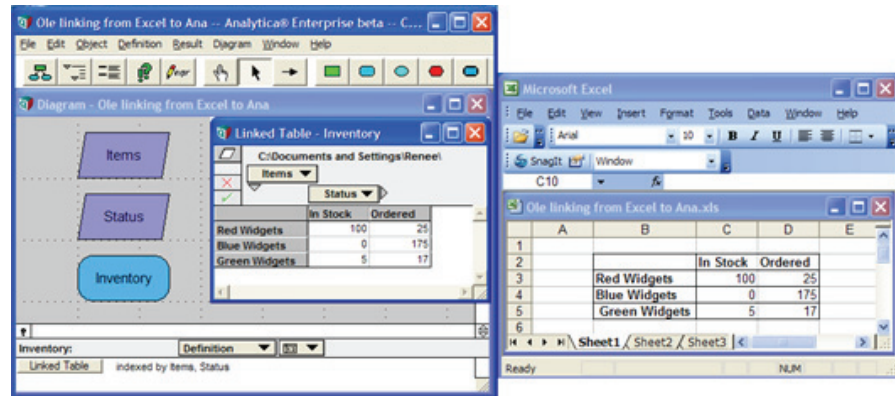 Ole linking from Excel to Ana -- Analytica® Enterprise beta -- C...
File Edit Object Definition Result Diagram Window Help
Expr
Diagram - Ole linking from Excel to Ana
Items
Status
Inventory
Linked Table - Inventory
C:\Documents and Settings\Renee\
Items
Status
In Stock Ordered
Red Widgets 100 25
Blue Widgets 0 175
Green Widgets 5 17
Inventory: Definition
Linked Table indexed by Items, Status
Microsoft Excel
File Edit View Insert Format Tools Data Window Help
Arial 10 B I U
SnagIt Window
C10 fx
Ole linking from Excel to Ana.xls
A B C D E
1
2 In Stock Ordered
3 Red Widgets 100 25
4 Blue Widgets 0 175
5 Green Widgets 5 17
6
Sheet1 Sheet2 Sheet3
Ready NUM